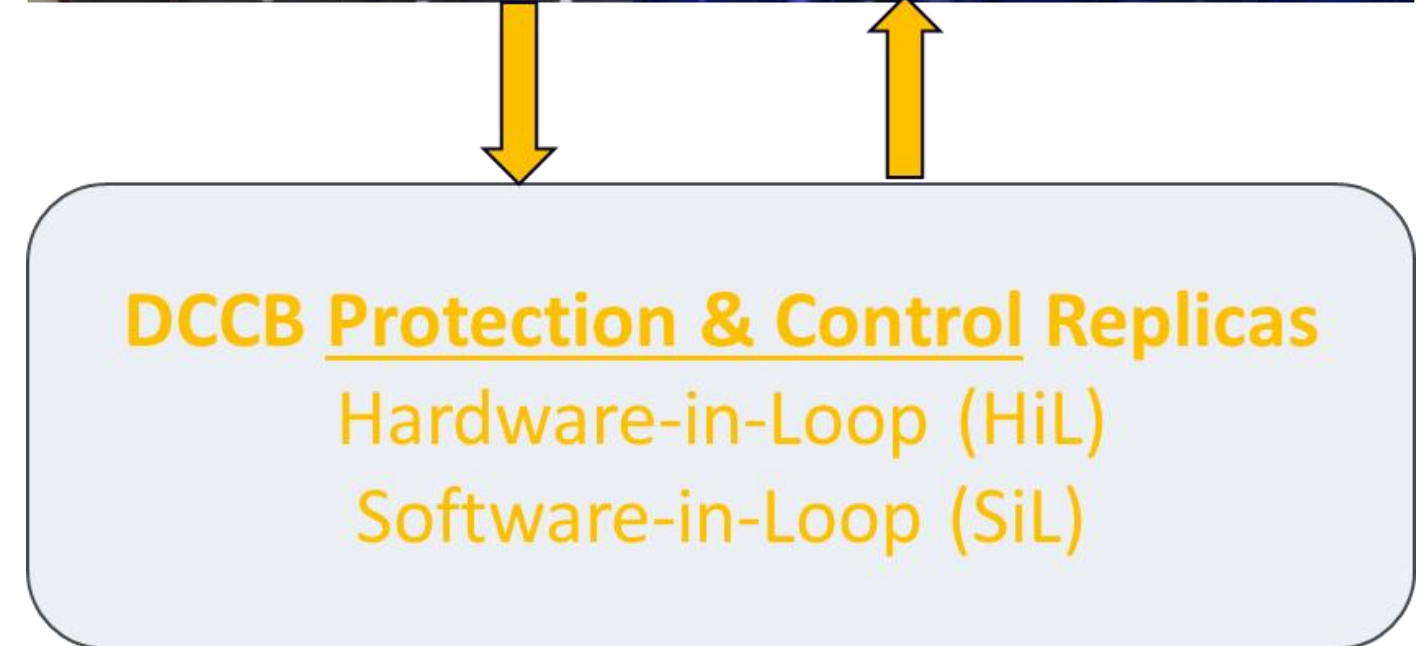 DCCB Protection & Control Replicas
Hardware-in-Loop (HiL)
Software-in-Loop (SiL)